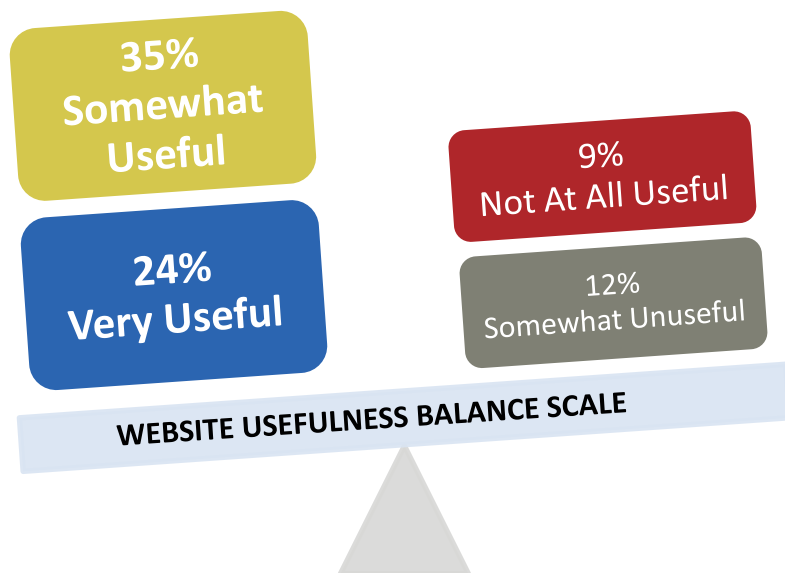 35%
Somewhat
Useful
24%
Very Useful
9%
Not At All Useful
12%
Somewhat Unuseful
WEBSITE USEFULNESS BALANCE SCALE